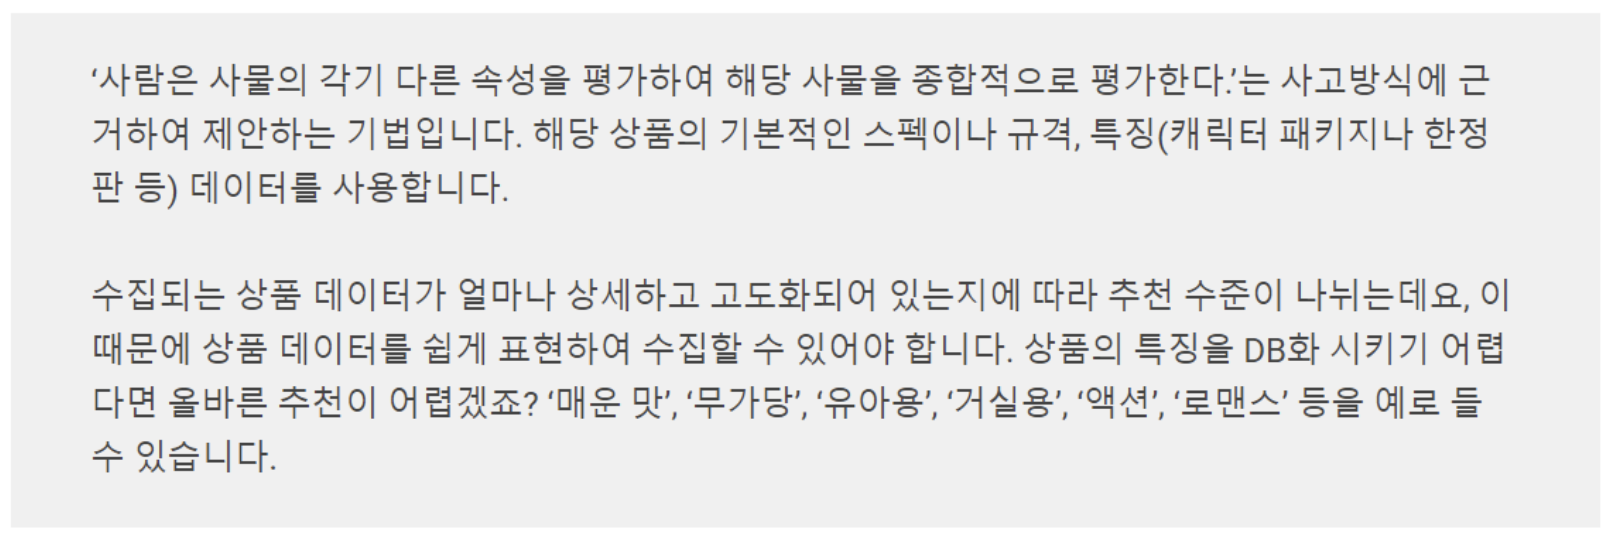 ‘사람은 사물의 각기 다른 속성을 평가하여 해당 사물을 종합적으로 평가한다.’는 사고방식에 근
거하여 제안하는 기법입니다. 해당 상품의 기본적인 스펙이나 규격, 특징(캐릭터 패키지나 한정
판 등) 데이터를 사용합니다.
수집되는 상품 데이터가 얼마나 상세하고 고도화되어 있는지에 따라 추천 수준이 나뉘는데요, 이
때문에 상품 데이터를 쉽게 표현하여 수집할 수 있어야 합니다. 상품의 특징을 DB화 시키기 어렵
다면 올바른 추천이 어렵겠죠? ‘매운 맛’, ‘무가당’, ‘유아용’, ‘거실용’, ‘액션’, ‘로맨스’ 등을 예로 들
수 있습니다.